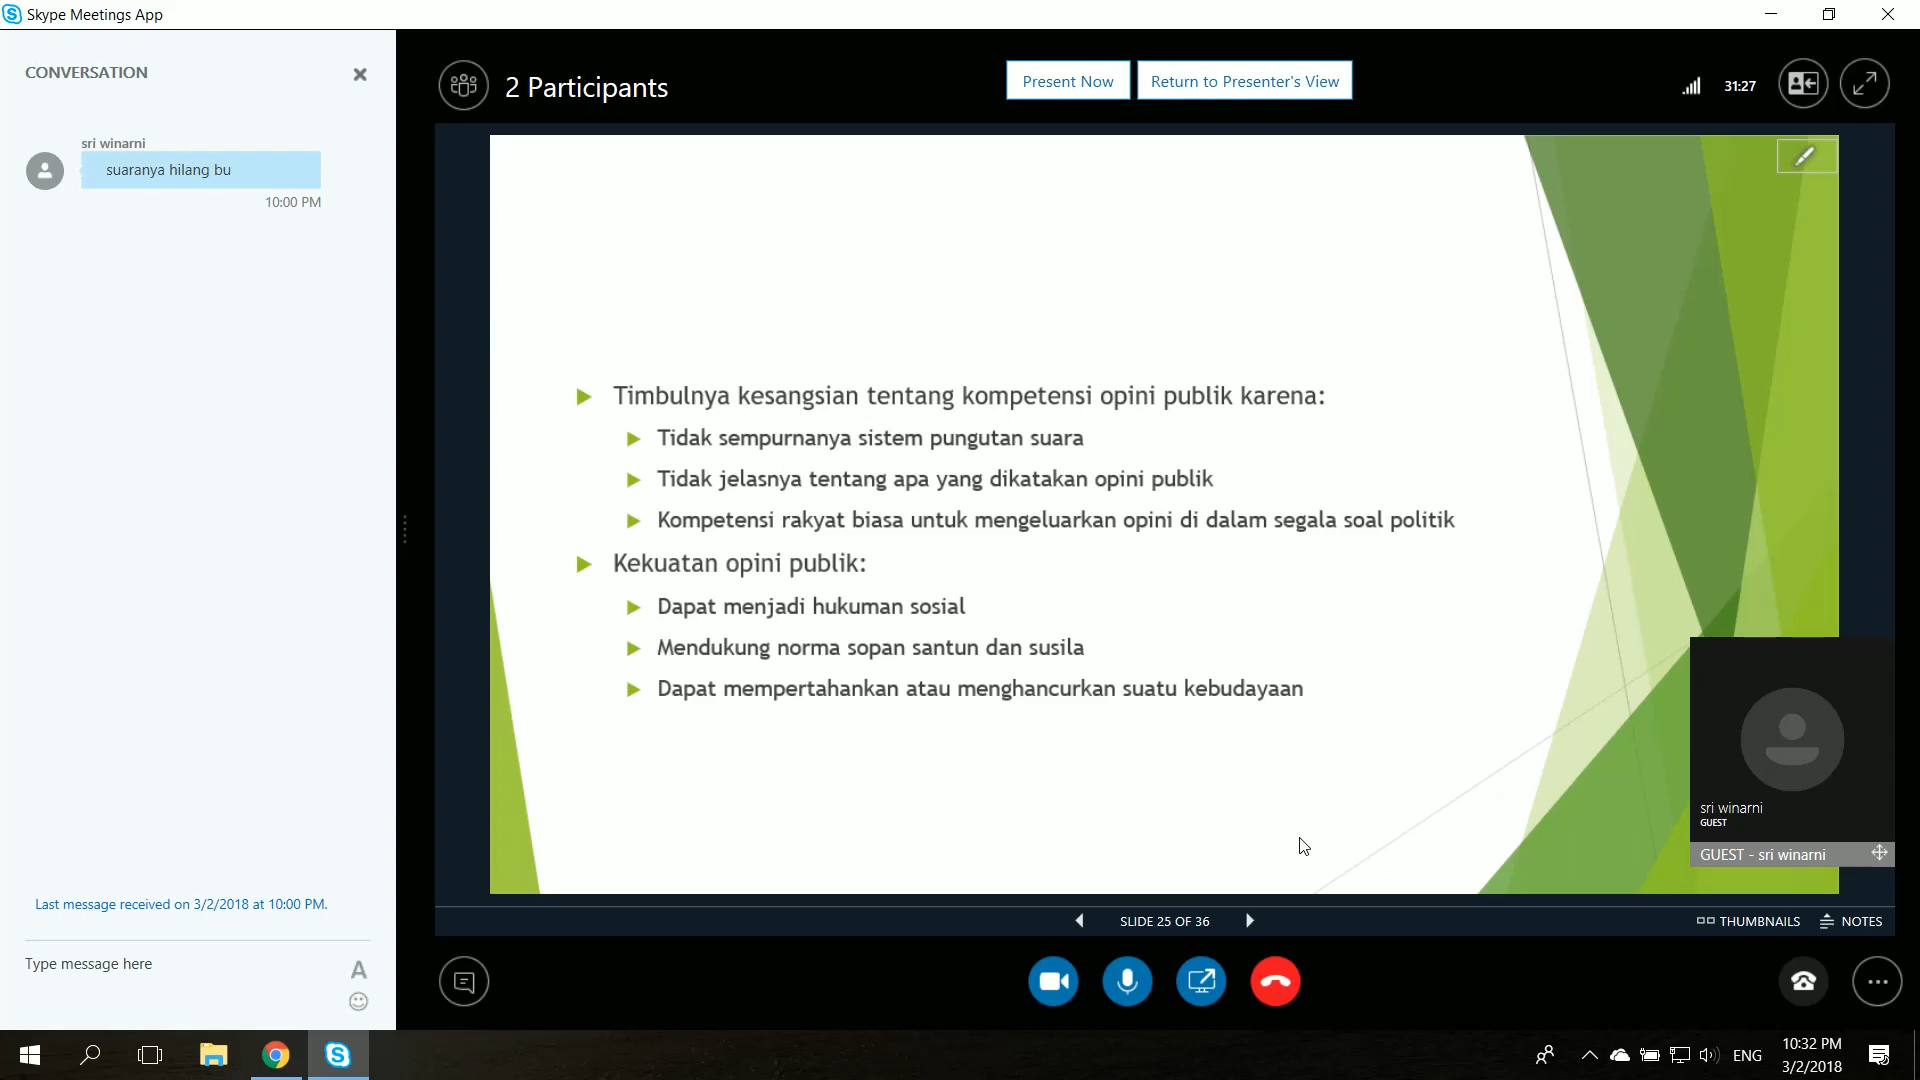 Skype Meetings App
CONVERSATION
sri winarni
suaranya hilang bu
10:00 PM
Last message received on 3/2/2018 at 10:00 PM.
Type message here
A
2 Participants
Present Now
Return to Presenter's View
31:27
Timbulnya kesangsian tentang kompetensi opini publik karena:
Tidak sempurnanya sistem pungutan suara
Tidak jelasnya tentang apa yang dikatakan opini publik
Kompetensi rakyat biasa untuk mengeluarkan opini di dalam segala soal politik
Kekuatan opini publik:
Dapat menjadi hukuman sosial
Mendukung norma sopan santun dan susila
Dapat mempertahankan atau menghancurkan suatu kebudayaan
sri winarni
GUEST
GUEST - sri winarni
SLIDE 25 OF 36
THUMBNAILS
NOTES
ENG
10:32 PM
3/2/2018